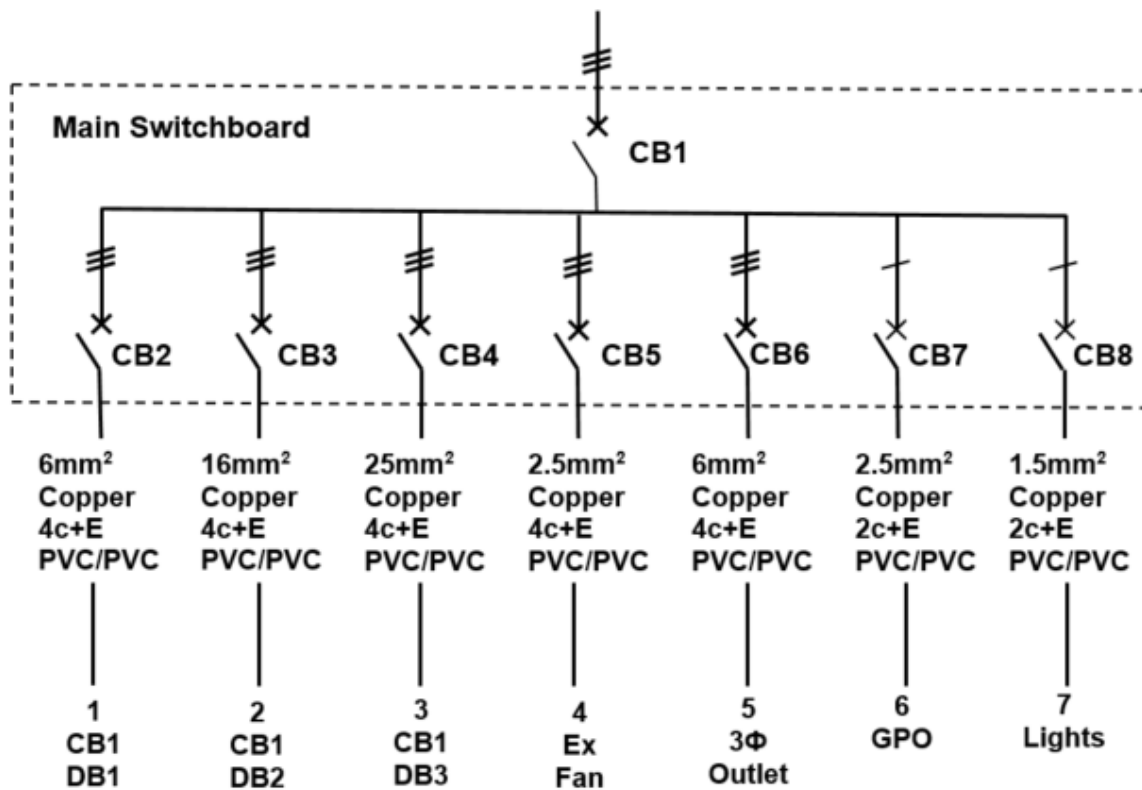 Main Switchboard
CB1
CB2
CB3
CB4
CB5
CB6
CB7
CB8
6mm²
Copper
4c+E
PVC/PVC
16mm²
Copper
4c+E
PVC/PVC
25mm²
Copper
4c+E
PVC/PVC
2.5mm²
Copper
4c+E
PVC/PVC
6mm²
Copper
4c+E
PVC/PVC
2.5mm²
Copper
2c+E
PVC/PVC
1.5mm²
Copper
2c+E
PVC/PVC
1
CB1
DB1
2
CB1
DB2
3
CB1
DB3
4
Ex
Fan
5
3Φ
Outlet
6
GPO
7
Lights